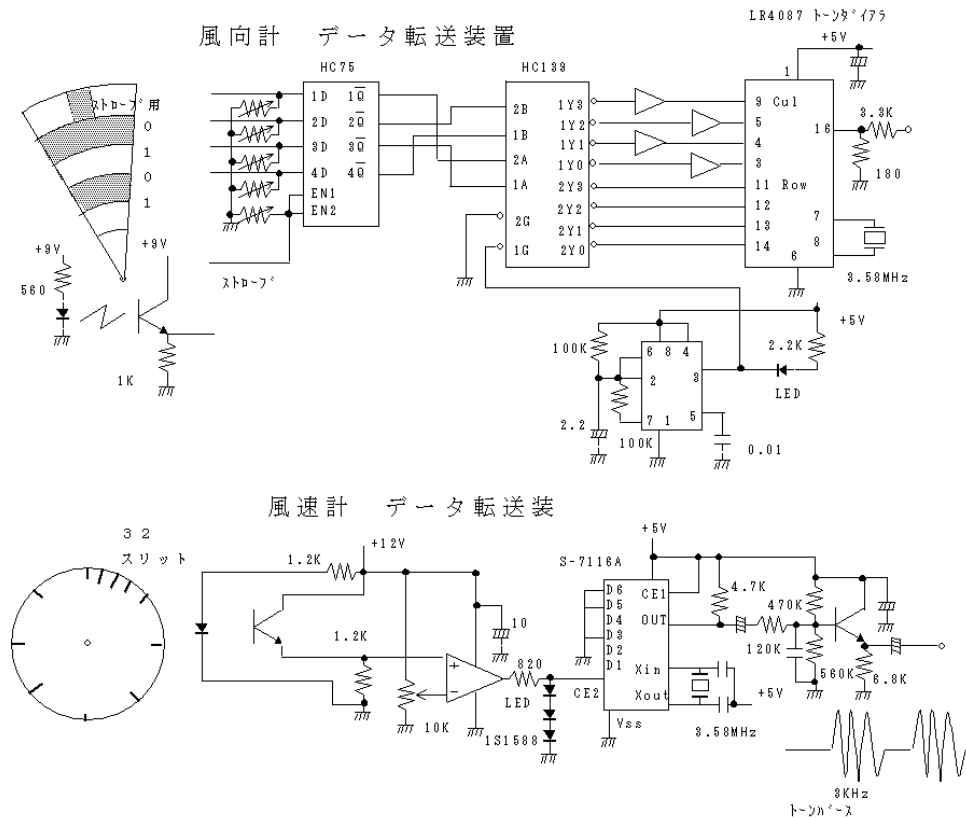 LR4087 トーンダイアラ
風向計 データ転送装置
+5V
HC75
HC139
ストローブ用
0
1
0
1
1D 1Q
2D 2Q
3D 3Q
4D 4Q
EN1
EN2
ストローブ
2B
1B
2A
1A
2G
1G
1Y3
1Y2
1Y1
1Y0
2Y3
2Y2
2Y1
2Y0
1
9 Cul
5
4
3
11 Row
12
13
14
16
7
8
6
3.3K
180
3.58MHz
+9V
+9V
560
1K
+5V
100K
6 8 4
2
3
7 1
5
2.2K
LED
2.2
100K
0.01
風速計 データ転送装
32
スリット
+12V
1.2K
1.2K
10
+
-
10K
820
LED
1S1588
CE2
+5V
S-7116A
D6
D5
D4
D3
D2
D1
CE1
OUT
Xin
Xout
Vss
4.7K
470K
120K
560K
6.8K
+5V
3.58MHz
3KHz
トーンバース